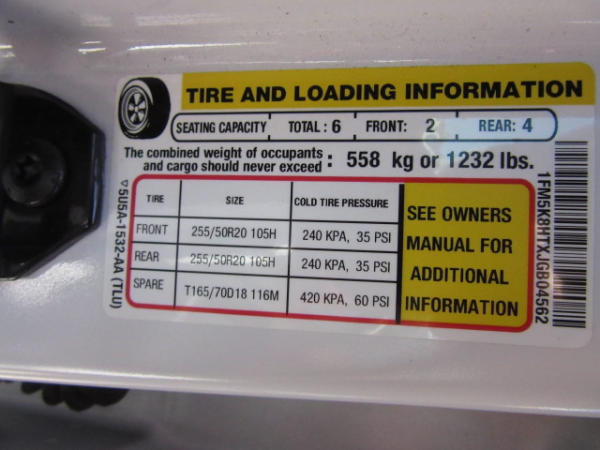 TIRE AND LOADING INFORMATION
SEATING CAPACITY TOTAL : 6 FRONT: 2 REAR: 4
The combined weight of occupants
and cargo should never exceed : 558 kg or 1232 lbs.
TIRE SIZE COLD TIRE PRESSURE
FRONT 255/50R20 105H 240 KPA, 35 PSI
REAR 255/50R20 105H 240 KPA, 35 PSI
SPARE T165/70D18 116M 420 KPA, 60 PSI
SEE OWNERS
MANUAL FOR
ADDITIONAL
INFORMATION
5U5A-1532-AA (TLU)
1FM5K8HTXJGB04562